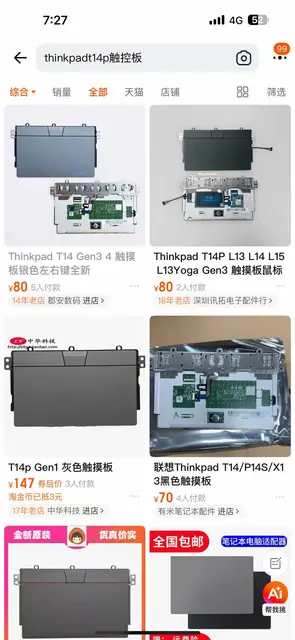 7:27
4G
52
thinkpadt14p触控板
99
综合
销量
全部
天猫
店铺
筛选
Thinkpad T14 Gen3 4 触摸
板银色左右键全新
¥80 5人付款
14年老店 郡安数码 进店>
Thinkpad T14P L13 L14 L15
L13Yoga Gen3 触摸板鼠标
¥80 2人付款
18年老店 深圳讯拓电子配件行>
中华科技
T14p Gen1 灰色触摸板
¥147 券后价 3人付款
淘金币已抵3元
17年老店 中华科技 进店>
联想Thinkpad T14/P14S/X1
3黑色触摸板
¥70 4人付款
有米笔记本配件 进店>
全新原装
货真价实
全国包邮
笔记本电脑适配器
Ai
帮我挑